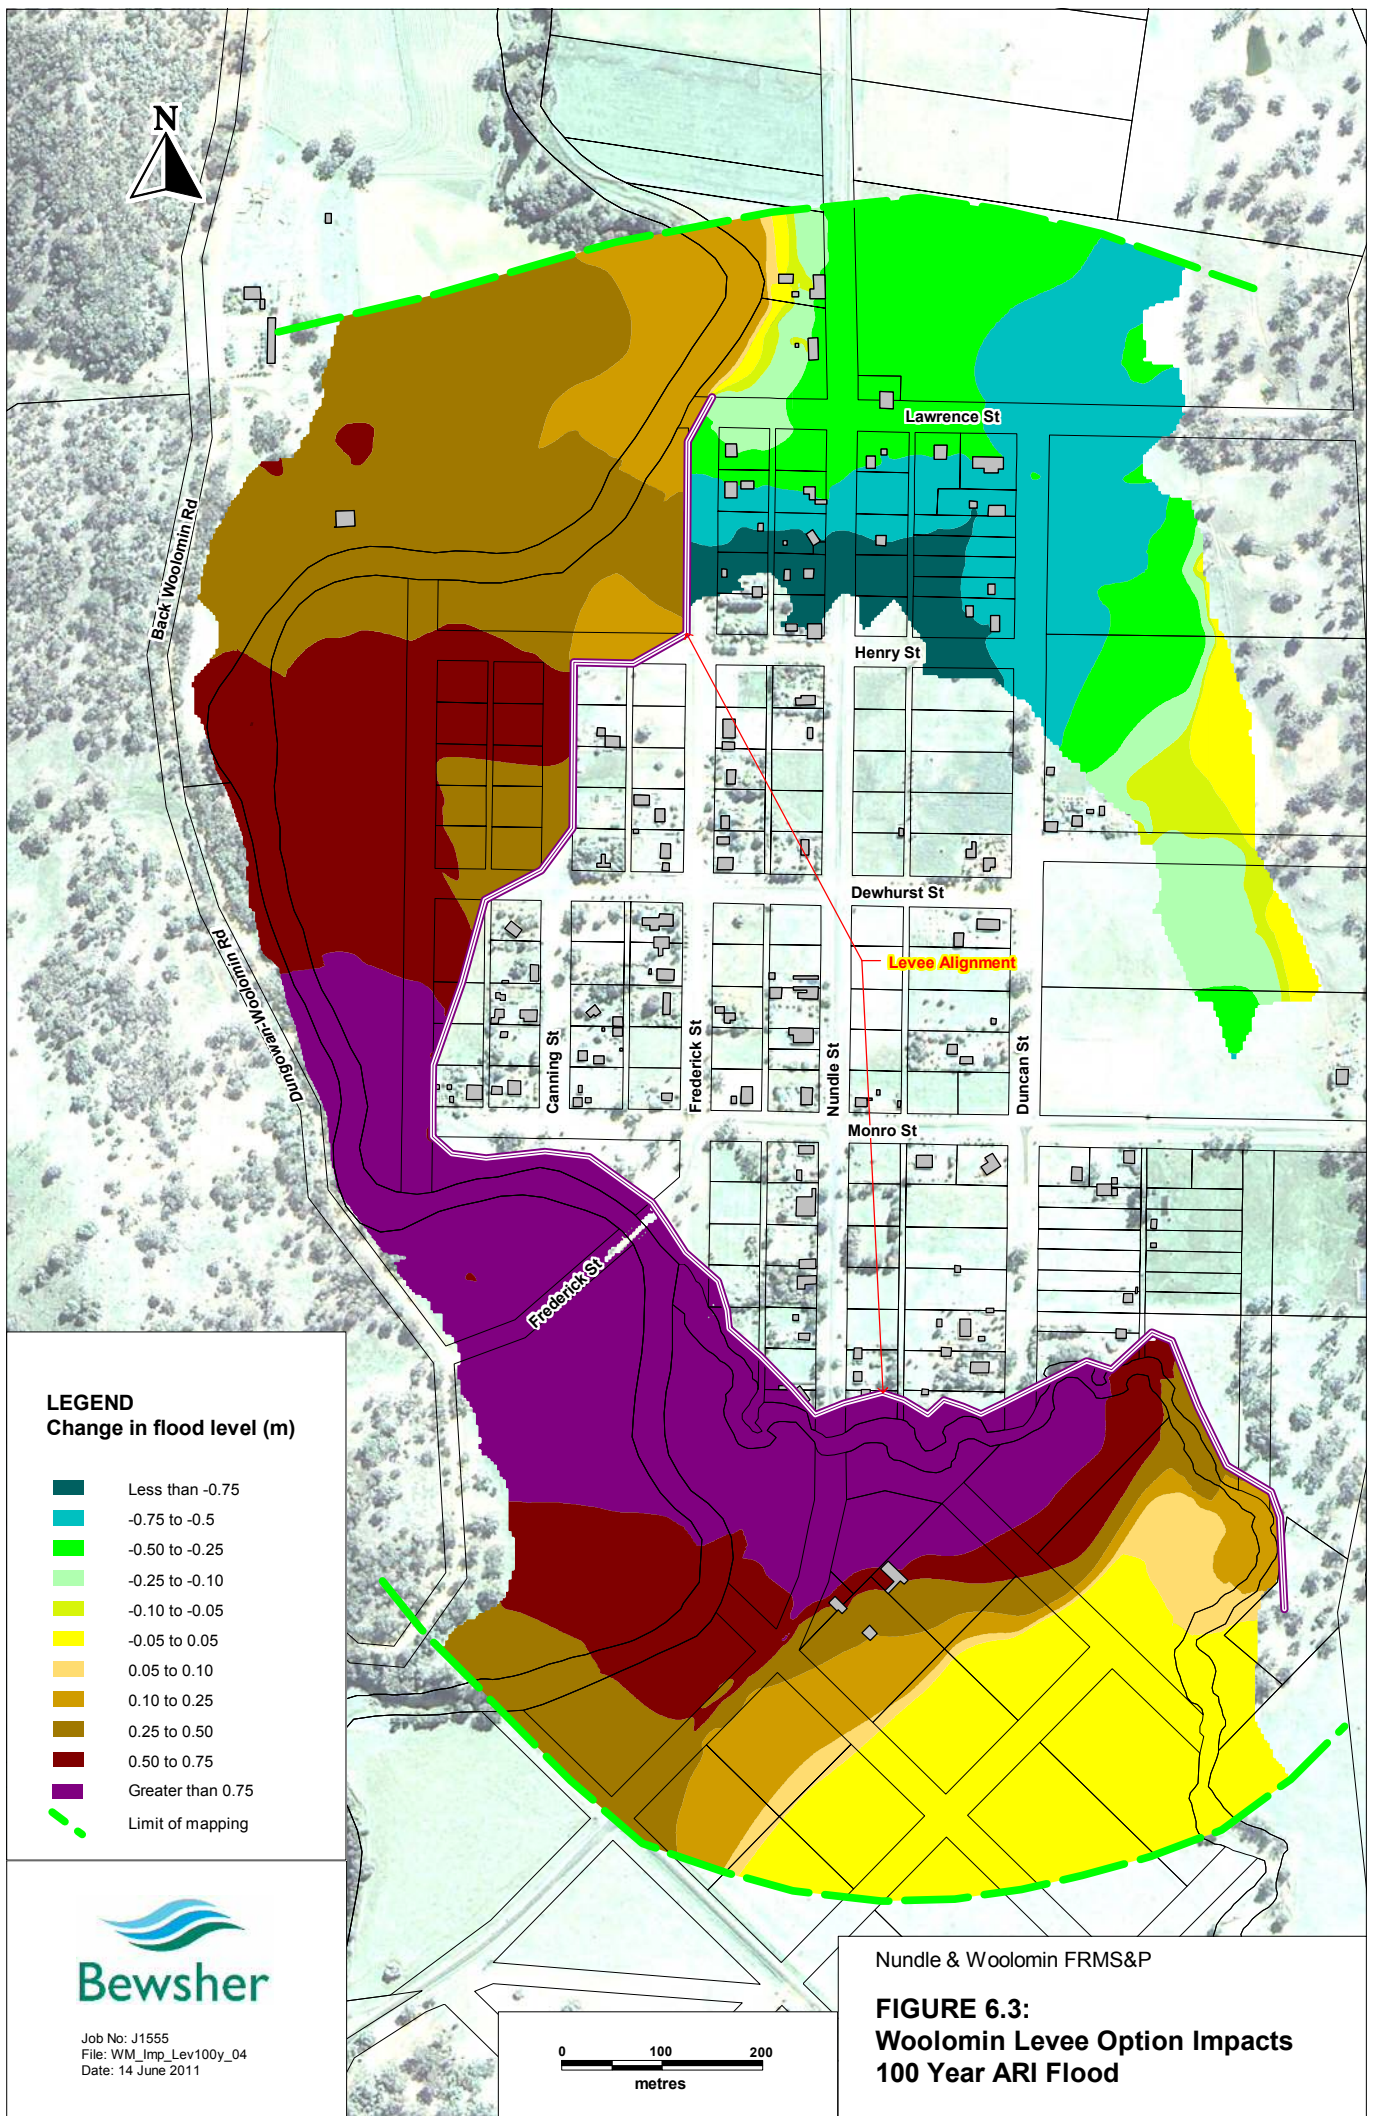 N
Lawrence St
Back Woolomin Rd
Henry St
Dewhurst St
Levee Alignment
Dungowan-Woolomin Rd
Canning St
Frederick St
Nundle St
Duncan St
Monro St
Frederick St
LEGEND
Change in flood level (m)
Less than -0.75
-0.75 to -0.5
-0.50 to -0.25
-0.25 to -0.10
-0.10 to -0.05
-0.05 to 0.05
0.05 to 0.10
0.10 to 0.25
0.25 to 0.50
0.50 to 0.75
Greater than 0.75
Limit of mapping
Bewsher
Job No: J1555
File: WM_Imp_Lev100y_04
Date: 14 June 2011
0 100 200
metres
Nundle & Woolomin FRMS&P
FIGURE 6.3:
Woolomin Levee Option Impacts
100 Year ARI Flood